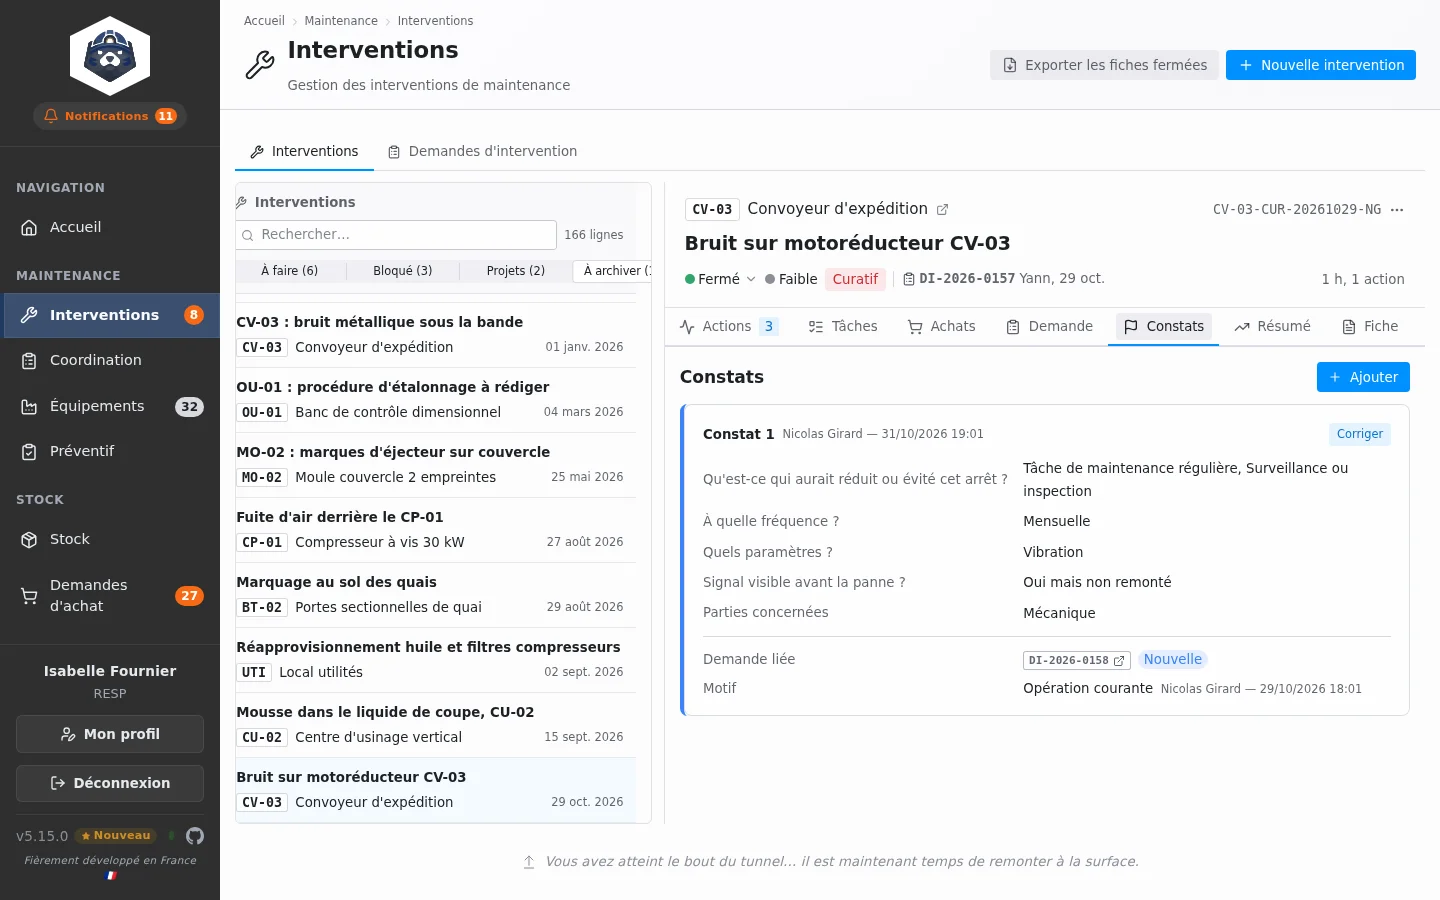 Notifications 11
NAVIGATION
Accueil
MAINTENANCE
Interventions 8
Coordination
Équipements 32
Préventif
STOCK
Stock
Demandes
d'achat 27
Isabelle Fournier
RESP
Mon profil
Déconnexion
v5.15.0 Nouveau
Fièrement développé en France
Accueil > Maintenance > Interventions
Interventions
Gestion des interventions de maintenance
Exporter les fiches fermées
Nouvelle intervention
Interventions
Demandes d'intervention
Interventions
Rechercher...
166 lignes
À faire (6) Bloqué (3) Projets (2) À archiver (
CV-03 : bruit métallique sous la bande
CV-03 Convoyeur d'expédition 01 janv. 2026
OU-01 : procédure d'étalonnage à rédiger
OU-01 Banc de contrôle dimensionnel 04 mars 2026
MO-02 : marques d'éjecteur sur couvercle
MO-02 Moule couvercle 2 empreintes 25 mai 2026
Fuite d'air derrière le CP-01
CP-01 Compresseur à vis 30 kW 27 août 2026
Marquage au sol des quais
BT-02 Portes sectionnelles de quai 29 août 2026
Réapprovisionnement huile et filtres compresseurs
UTI Local utilités 02 sept. 2026
Mousse dans le liquide de coupe, CU-02
CU-02 Centre d'usinage vertical 15 sept. 2026
Bruit sur motoréducteur CV-03
CV-03 Convoyeur d'expédition 29 oct. 2026
CV-03 Convoyeur d'expédition CV-03-CUR-20261029-NG
Bruit sur motoréducteur CV-03
Fermé Faible Curatif DI-2026-0157 Yann, 29 oct. 1 h, 1 action
Actions 3 Tâches Achats Demande Constats Résumé Fiche
Constats
Ajouter
Constat 1 Nicolas Girard — 31/10/2026 19:01 Corriger
Qu'est-ce qui aurait réduit ou évité cet arrêt ? Tâche de maintenance régulière, Surveillance ou
inspection
À quelle fréquence ? Mensuelle
Quels paramètres ? Vibration
Signal visible avant la panne ? Oui mais non remonté
Parties concernées Mécanique
Demande liée DI-2026-0158 Nouvelle
Motif Opération courante Nicolas Girard — 29/10/2026 18:01
Vous avez atteint le bout du tunnel... il est maintenant temps de remonter à la surface.